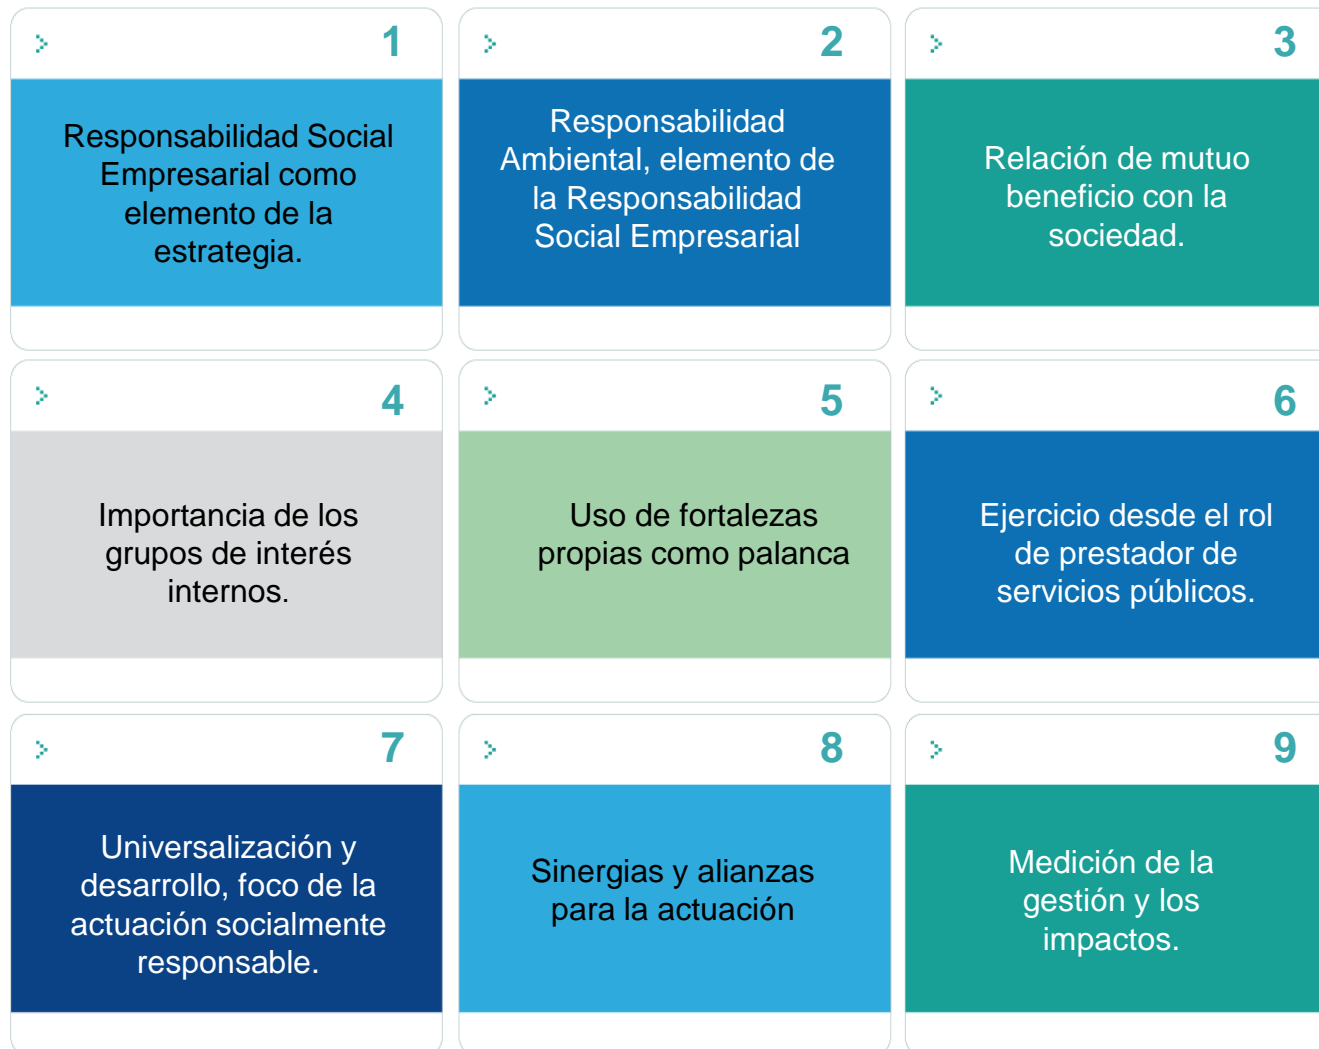 1
Responsabilidad Social
Empresarial como
elemento de la
estrategia.
2
Responsabilidad
Ambiental, elemento de
la Responsabilidad
Social Empresarial
3
Relación de mutuo
beneficio con la
sociedad.
4
Importancia de los
grupos de interés
internos.
5
Uso de fortalezas
propias como palanca
6
Ejercicio desde el rol
de prestador de
servicios públicos.
7
Universalización y
desarrollo, foco de la
actuación socialmente
responsable.
8
Sinergias y alianzas
para la actuación
9
Medición de la
gestión y los
impactos.